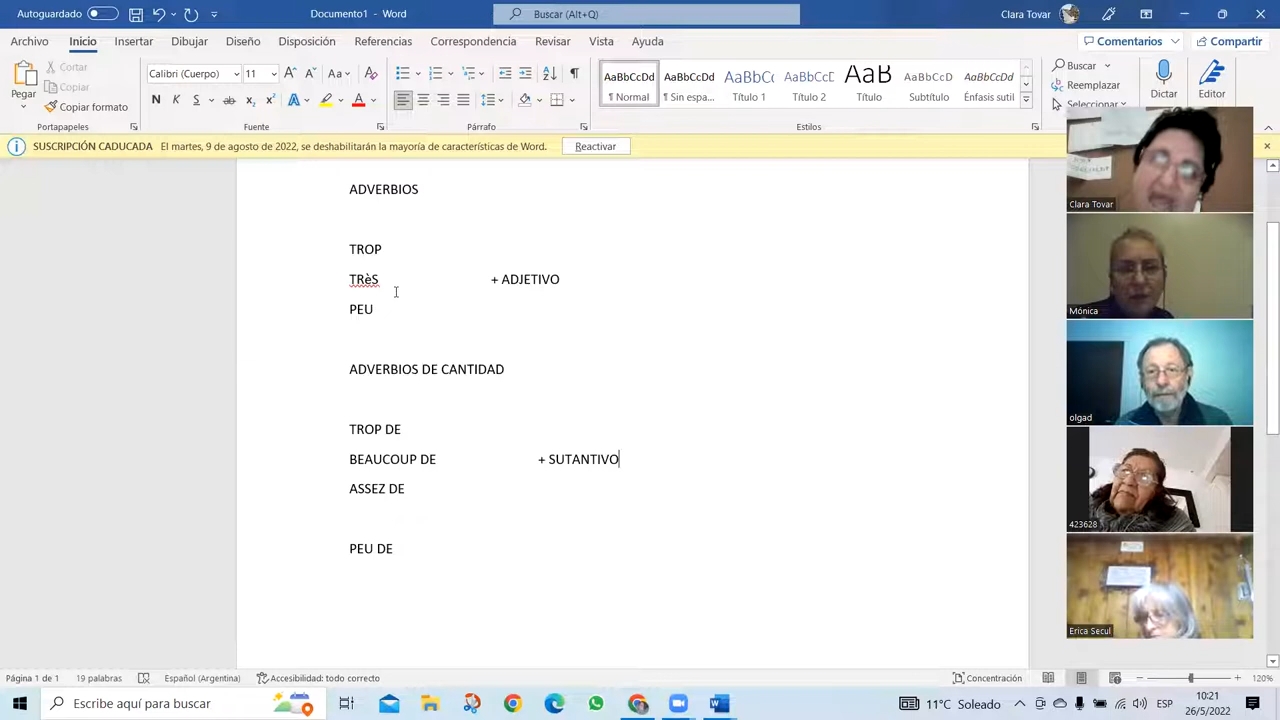 Autoguardado
Documento1 - Word
Buscar (Alt+Q)
Clara Tovar
Archivo Inicio Insertar Dibujar Diseño Disposición Referencias Correspondencia Revisar Vista Ayuda
Comentarios Compartir
Pegar
Cortar
Copiar
Copiar formato
Calibri (Cuerpo) 11
AaBbCcDd
¶ Normal
AaBbCcDd
¶ Sin espa...
AaBbCc
Título 1
AaBbCcE
Título 2
AaB
Título
AaBbCcD
Subtítulo
AaBbCcDd
Énfasis sutil
Buscar
Reemplazar
Seleccionar
Dictar
Editor
Portapapeles Fuente Párrafo Estilos
SUSCRIPCIÓN CADUCADA El martes, 9 de agosto de 2022, se deshabilitarán la mayoría de características de Word. Reactivar
ADVERBIOS
TROP
TRèS + ADJETIVO
PEU
ADVERBIOS DE CANTIDAD
TROP DE
BEAUCOUP DE + SUTANTIVO
ASSEZ DE
PEU DE
Clara Tovar
Mónica
olgad
423628
Erica Secul
Página 1 de 1 19 palabras Español (Argentina) Accesibilidad: todo correcto Concentración 120%
Escribe aquí para buscar
11°C Soleado ESP 10:21
26/5/2022